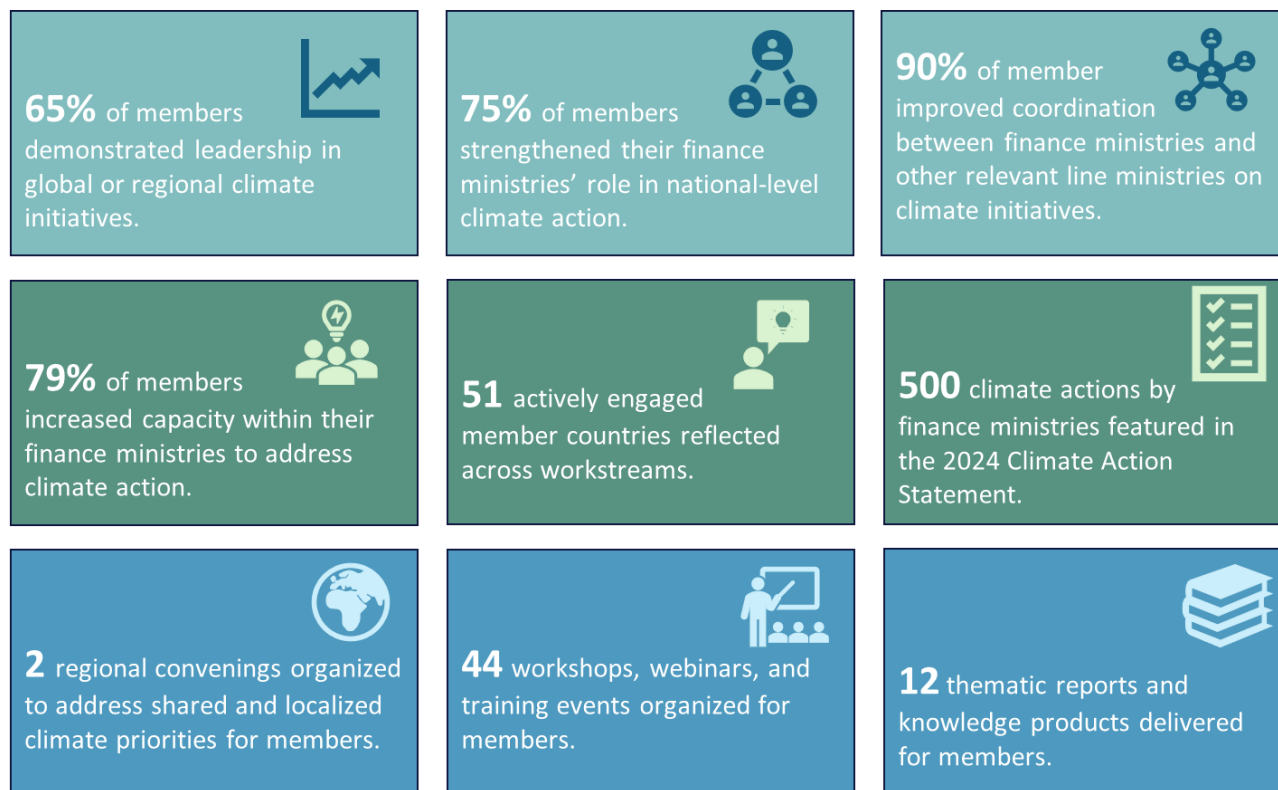 65% of members
demonstrated leadership in
global or regional climate
initiatives.
75% of members
strengthened their finance
ministries’ role in national-level
climate action.
90% of member
improved coordination
between finance ministries and
other relevant line ministries on
climate initiatives.
79% of members
increased capacity within their
finance ministries to address
climate action.
51 actively engaged
member countries reflected
across workstreams.
500 climate actions by
finance ministries featured in
the 2024 Climate Action
Statement.
2 regional convenings organized
to address shared and localized
climate priorities for members.
44 workshops, webinars, and
training events organized for
members.
12 thematic reports and
knowledge products delivered
for members.